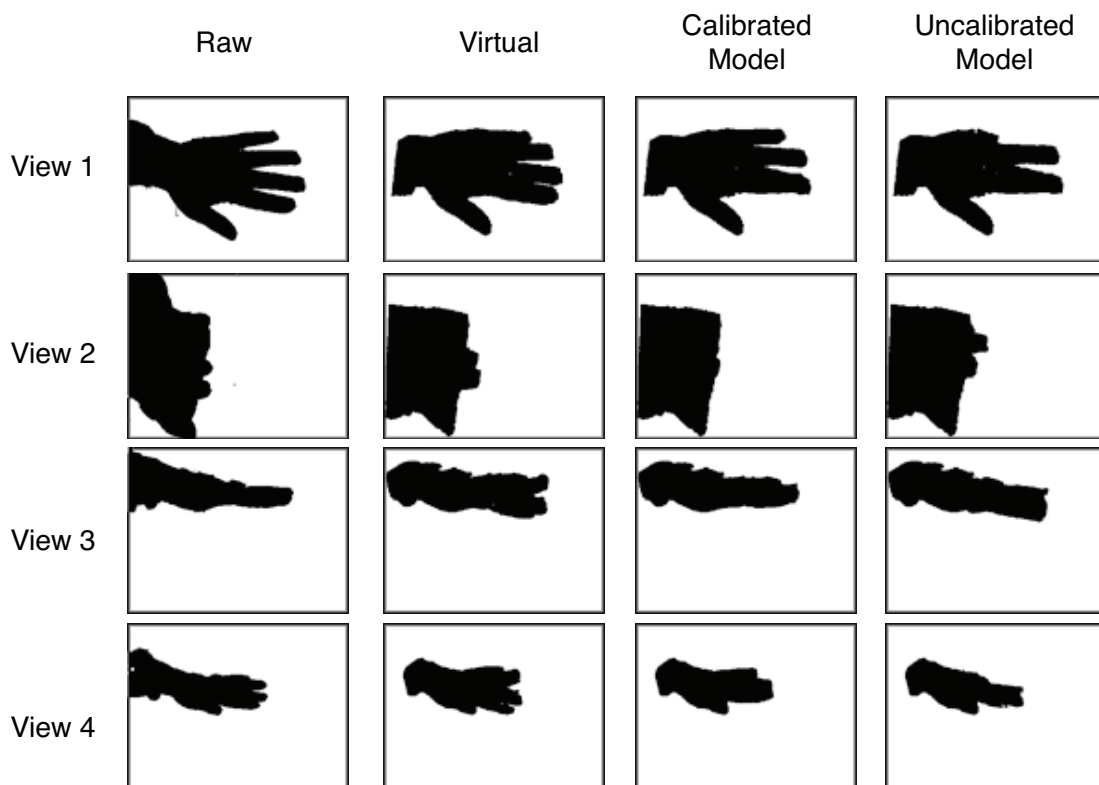 Raw
Virtual
Calibrated
Model
Uncalibrated
Model
View 1
View 2
View 3
View 4